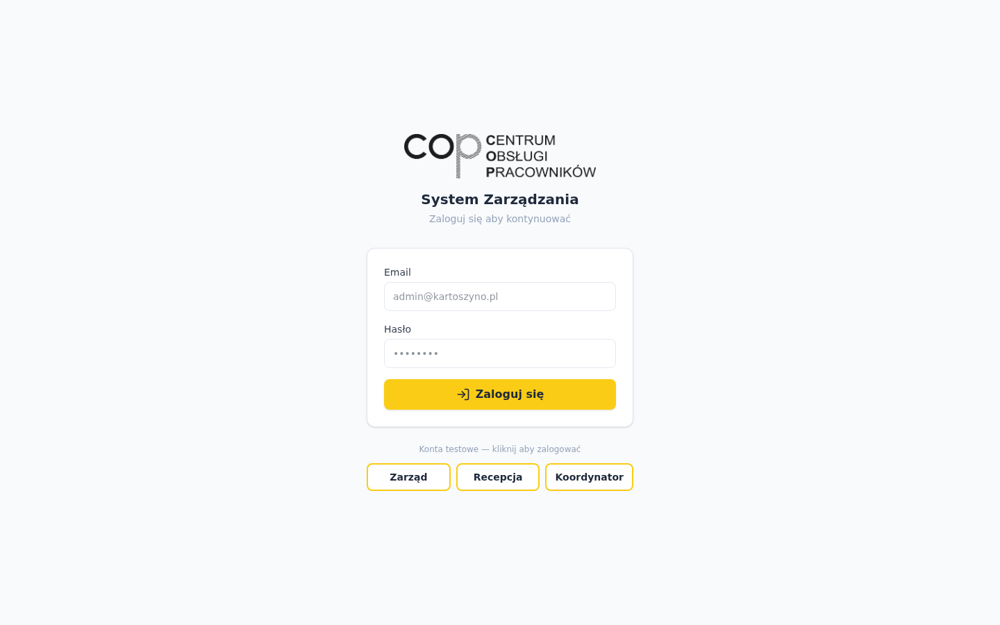 cop CENTRUM
OBSŁUGI
PRACOWNIKÓW
System Zarządzania
Zaloguj się aby kontynuować
Email
admin@kartoszyno.pl
Hasło
••••••••
Zaloguj się
Konta testowe — kliknij aby zalogować
Zarząd
Recepcja
Koordynator